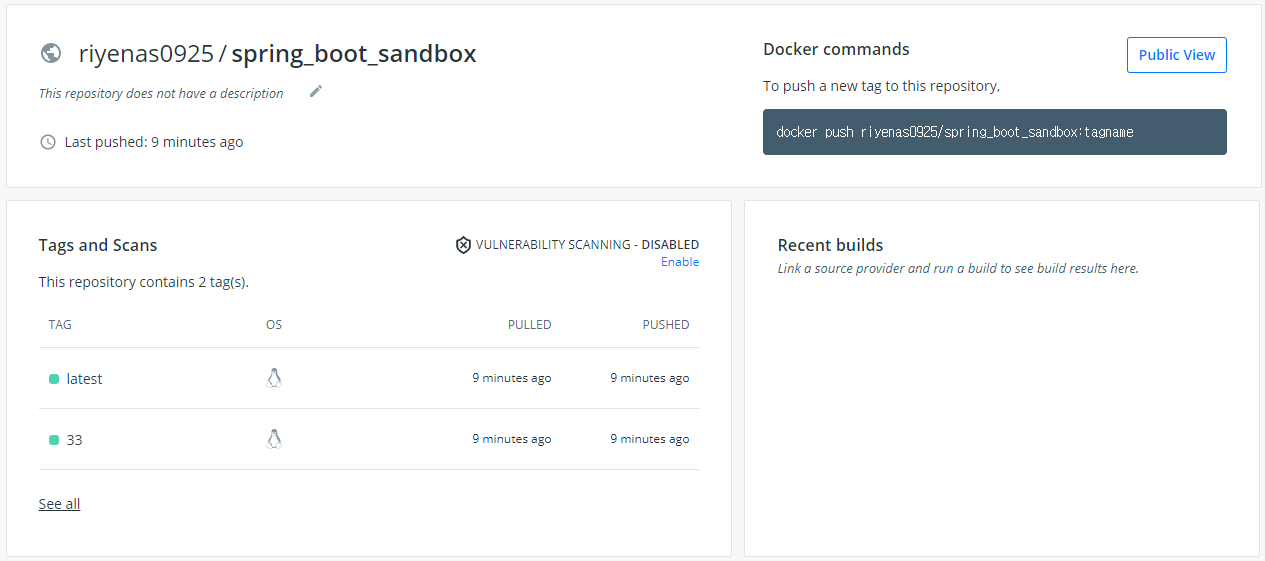 riyenas0925 / spring_boot_sandbox
This repository does not have a description
Last pushed: 9 minutes ago
Docker commands
Public View
To push a new tag to this repository,
docker push riyenas0925/spring_boot_sandbox:tagname
Tags and Scans
VULNERABILITY SCANNING - DISABLED
Enable
This repository contains 2 tag(s).
TAG OS PULLED PUSHED
latest 9 minutes ago 9 minutes ago
33 9 minutes ago 9 minutes ago
See all
Recent builds
Link a source provider and run a build to see build results here.